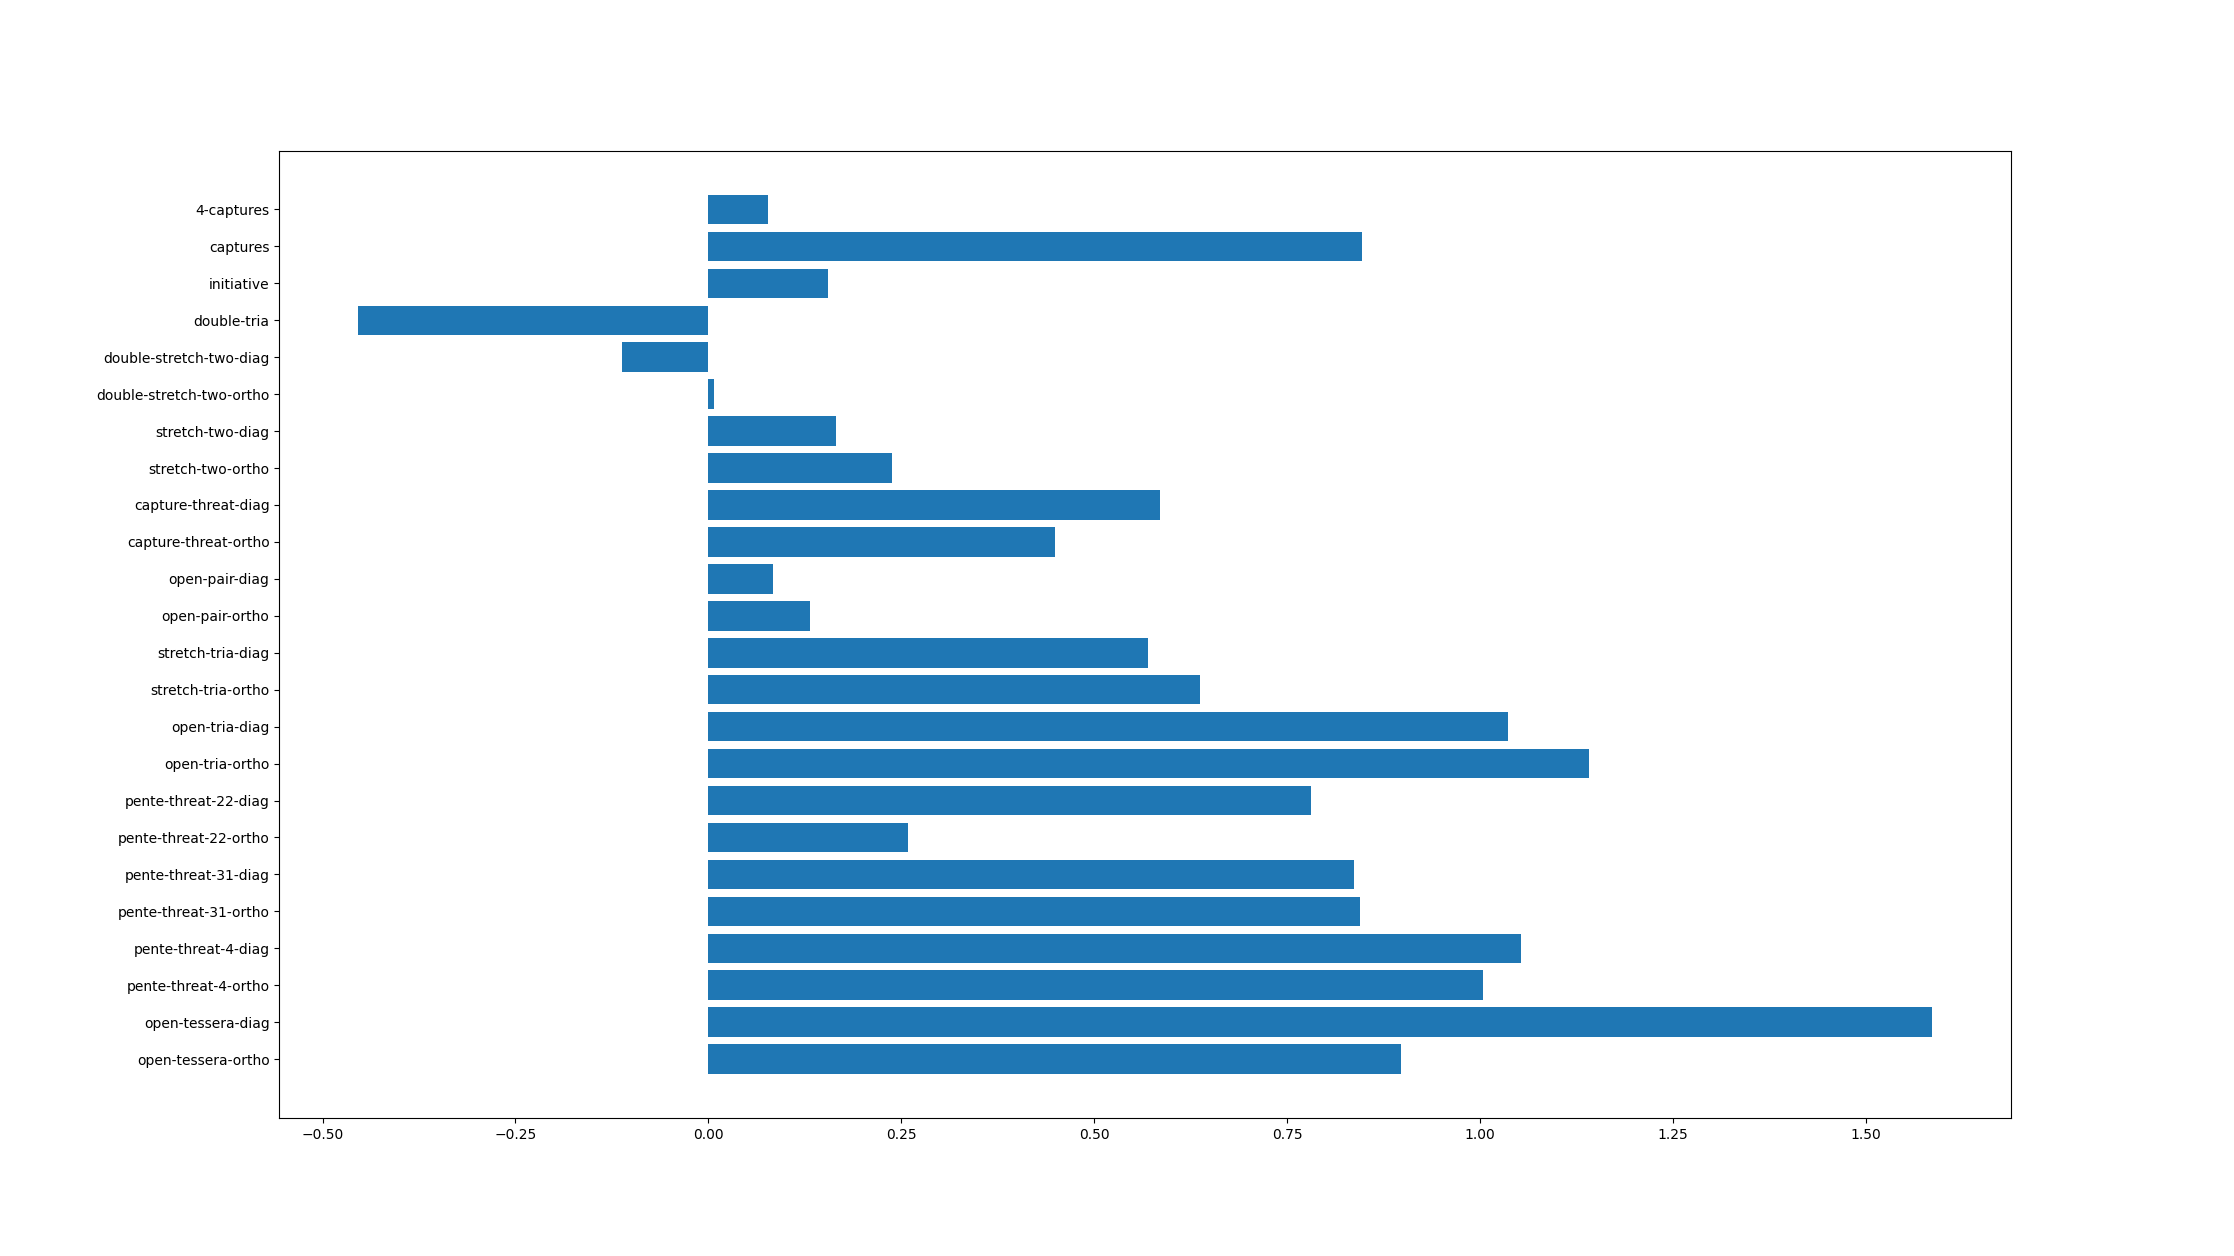 4-captures
captures
initiative
double-tria
double-stretch-two-diag
double-stretch-two-ortho
stretch-two-diag
stretch-two-ortho
capture-threat-diag
capture-threat-ortho
open-pair-diag
open-pair-ortho
stretch-tria-diag
stretch-tria-ortho
open-tria-diag
open-tria-ortho
pente-threat-22-diag
pente-threat-22-ortho
pente-threat-31-diag
pente-threat-31-ortho
pente-threat-4-diag
pente-threat-4-ortho
open-tessera-diag
open-tessera-ortho
−0.50 −0.25 0.00 0.25 0.50 0.75 1.00 1.25 1.50